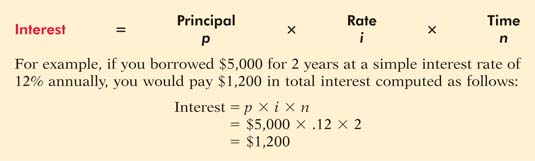 Interest = Principal × Rate × Time
p i n
For example, if you borrowed $5,000 for 2 years at a simple interest rate of
12% annually, you would pay $1,200 in total interest computed as follows:
Interest = p × i × n
= $5,000 × .12 × 2
= $1,200